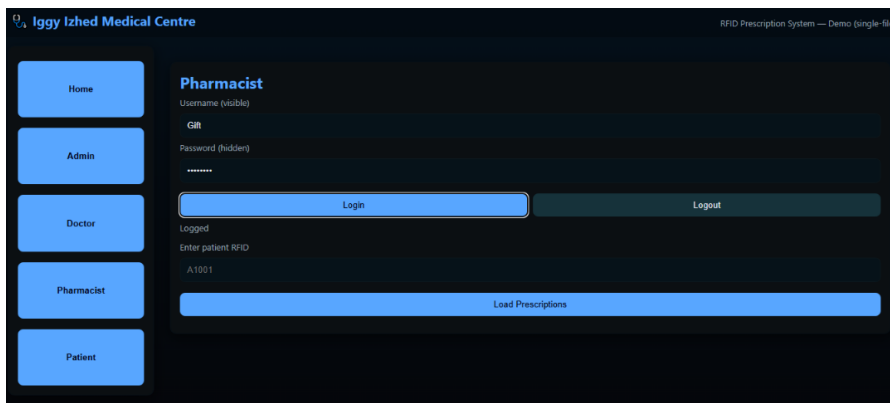 Iggy Izhed Medical Centre
RFID Prescription System — Demo (single-fil
Home
Admin
Doctor
Pharmacist
Patient
Pharmacist
Username (visible)
Gift
Password (hidden)
••••••••
Login
Logout
Logged
Enter patient RFID
A1001
Load Prescriptions